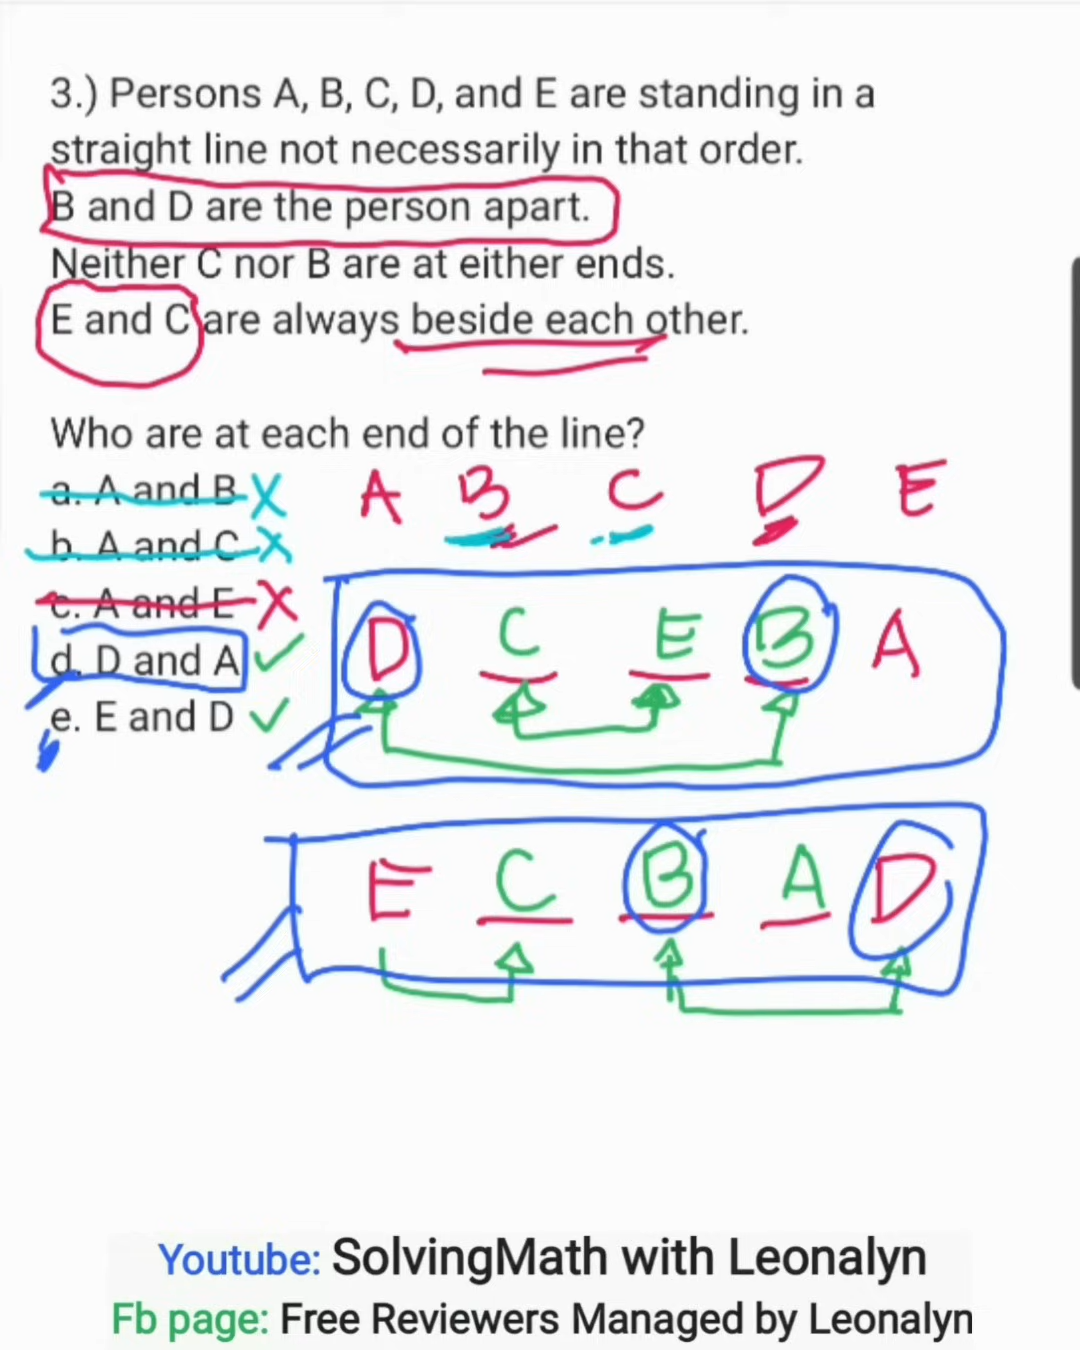 3.) Persons A, B, C, D, and E are standing in a
straight line not necessarily in that order.
B and D are the person apart.
Neither C nor B are at either ends.
E and C are always beside each other.
Who are at each end of the line?
a. A and B X
b. A and C X
c. A and E X
d. D and A ✓
e. E and D ✓
A B C D E
D C E B A
E C B A D
Youtube: SolvingMath with Leonalyn
Fb page: Free Reviewers Managed by Leonalyn